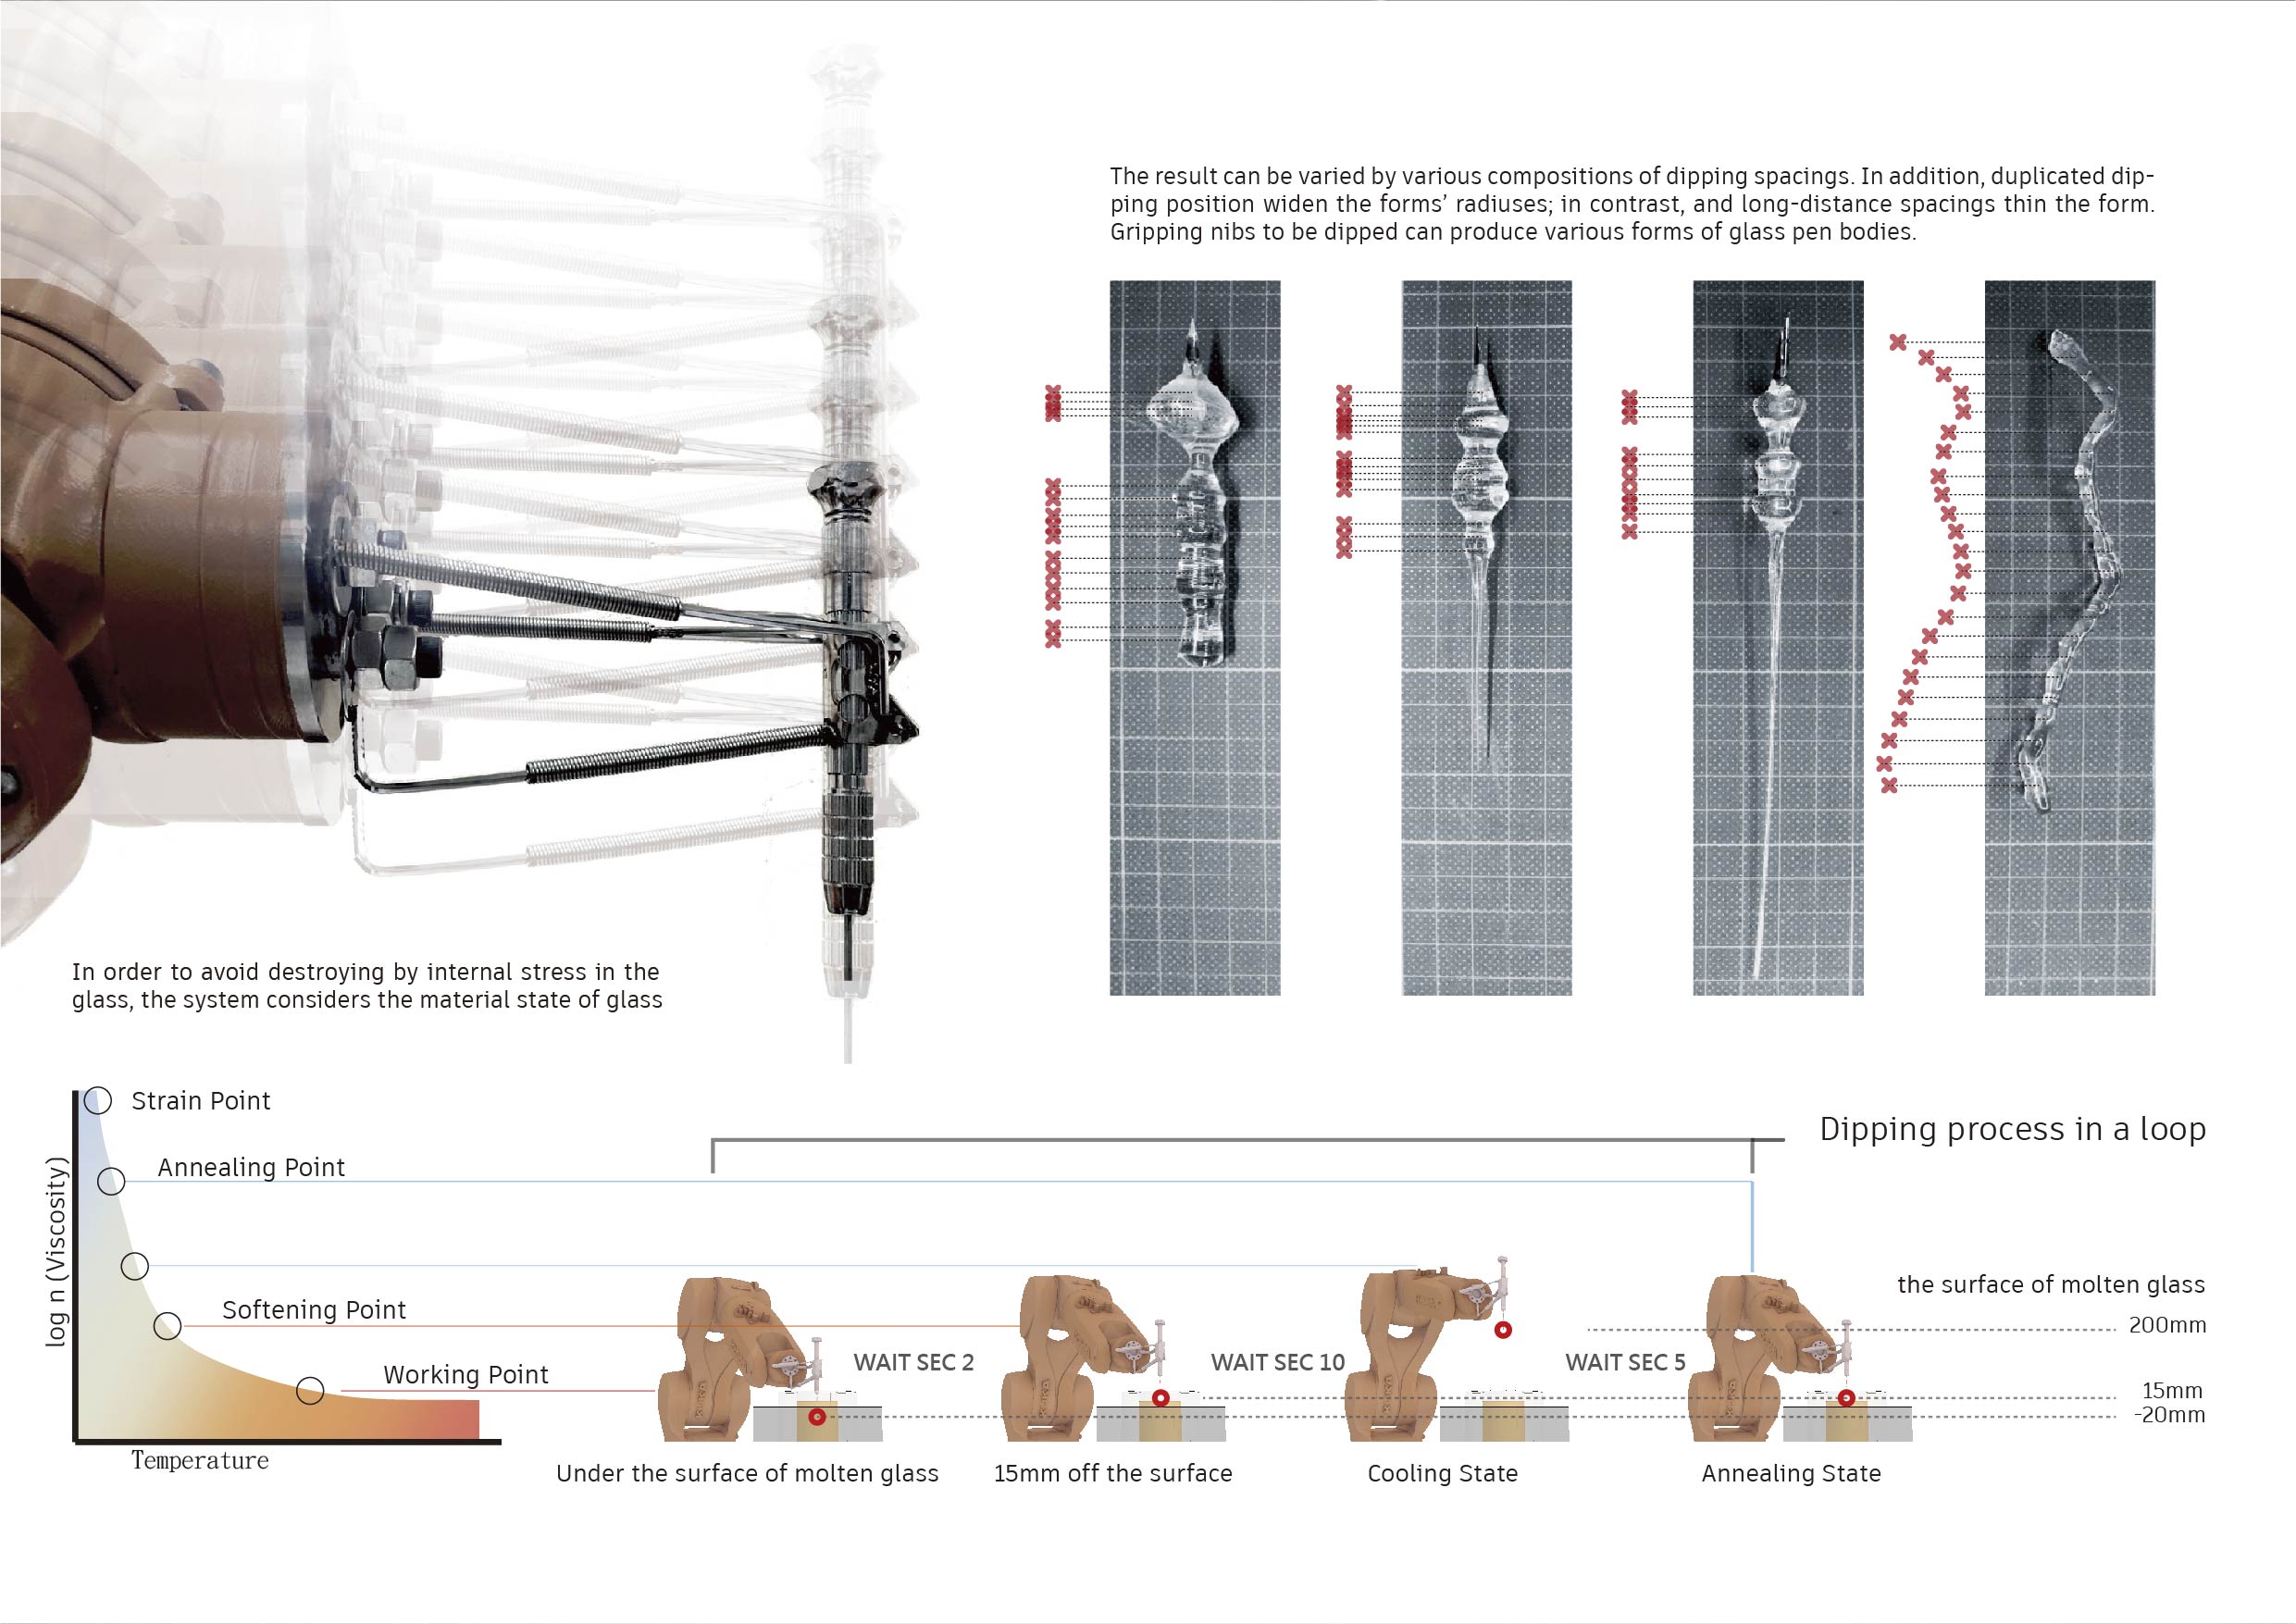 The result can be varied by various compositions of dipping spacings. In addition, duplicated dip-
ping position widen the forms’ radiuses; in contrast, and long-distance spacings thin the form.
Gripping nibs to be dipped can produce various forms of glass pen bodies.
In order to avoid destroying by internal stress in the
glass, the system considers the material state of glass
Strain Point
Annealing Point
Softening Point
Working Point
log n (Viscosity)
Temperature
Dipping process in a loop
the surface of molten glass
200mm
15mm
-20mm
WAIT SEC 2
WAIT SEC 10
WAIT SEC 5
Under the surface of molten glass
15mm off the surface
Cooling State
Annealing State